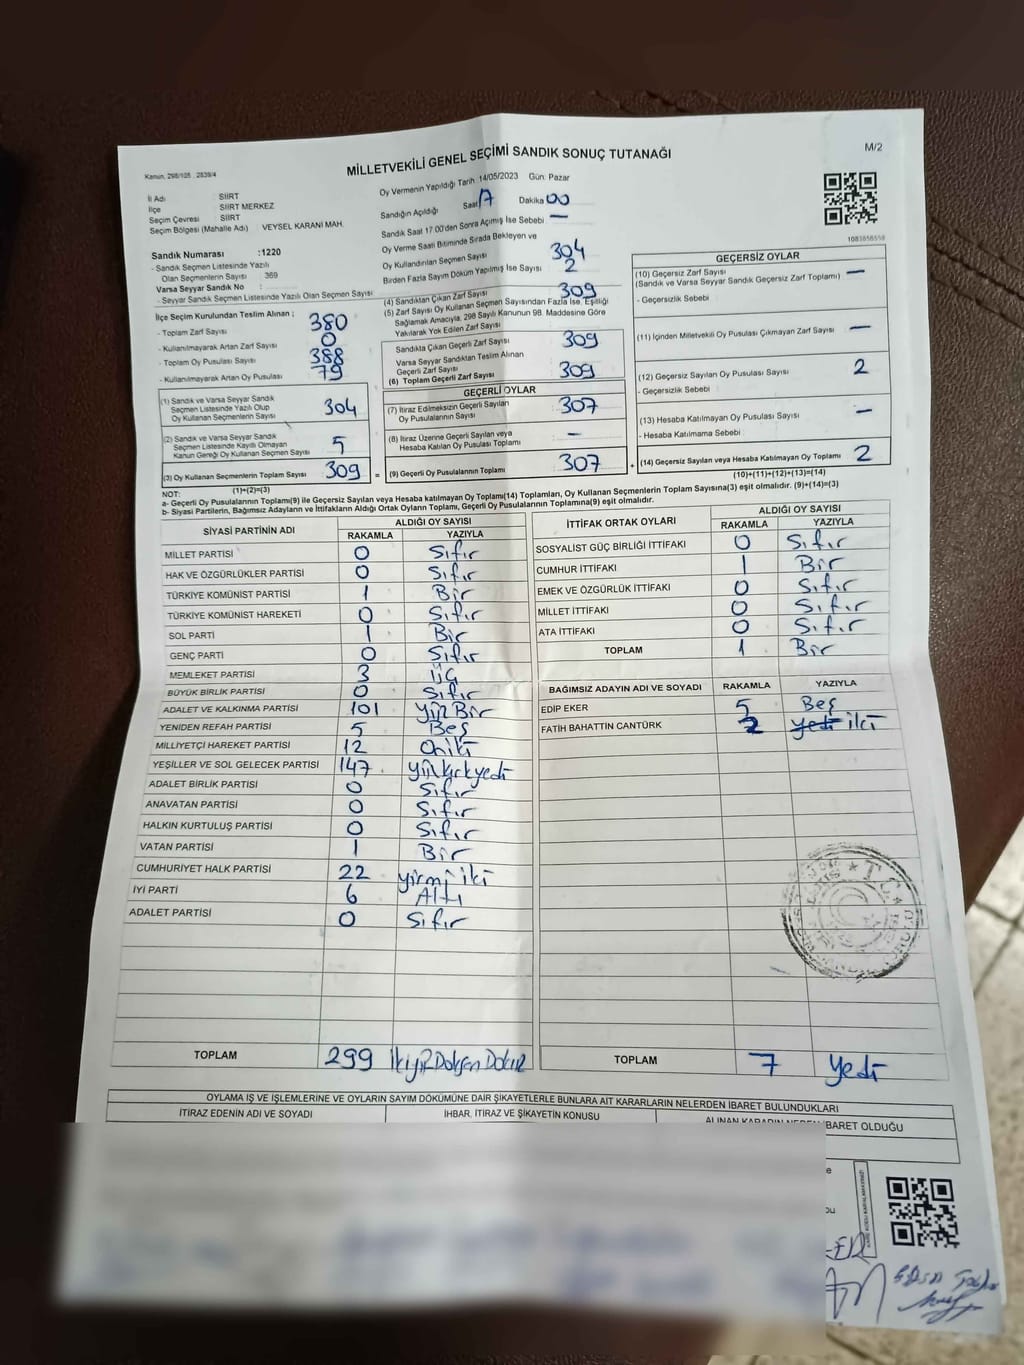 MİLLETVEKİLİ GENEL SEÇİMİ SANDIK SONUÇ TUTANAĞI
M/2
Kanun, 298/105 , 2839/4
İl Adı SİİRT
İlçe SİİRT MERKEZ
Seçim Çevresi : SİİRT
Seçim Bölgesi (Mahalle Adı) : VEYSEL KARANİ MAH.
Oy Vermenin Yapıldığı Tarih 14/05/2023 Gün: Pazar
Sandığın Açıldığı Saat 17 Dakika 00
Sandık Saat 17.00'den Sonra Açılmış İse Sebebi —
Oy Verme Saati Bitiminde Sırada Bekleyen ve
Oy Kullandırılan Seçmen Sayısı 304
Birden Fazla Sayım Döküm Yapılmış İse Sayısı 2
Sandık Numarası :1220
- Sandık Seçmen Listesinde Yazılı
Olan Seçmenlerin Sayısı : 369
Varsa Seyyar Sandık No :
- Seyyar Sandık Seçmen Listesinde Yazılı Olan Seçmen Sayısı
İlçe Seçim Kurulundan Teslim Alınan ;
- Toplam Zarf Sayısı 380
- Kullanılmayarak Artan Zarf Sayısı 0
- Toplam Oy Pusulası Sayısı 388
- Kullanılmayarak Artan Oy Pusulası 79
(1) Sandık ve Varsa Seyyar Sandık
Seçmen Listesinde Yazılı Olup
Oy Kullanan Seçmenlerin Sayısı 304
(2) Sandık ve Varsa Seyyar Sandık
Seçmen Listesinde Kayıtlı Olmayan
Kanun Gereği Oy Kullanan Seçmen Sayısı 5
(3) Oy Kullanan Seçmenlerin Toplam Sayısı 309 =
(1)+(2)=(3)
(4) Sandıktan Çıkan Zarf Sayısı 309
(5) Zarf Sayısı Oy Kullanan Seçmen Sayısından Fazla İse, Eşitliği
Sağlamak Amacıyla, 298 Sayılı Kanunun 98. Maddesine Göre
Yakılarak Yok Edilen Zarf Sayısı
Sandıkta Çıkan Geçerli Zarf Sayısı 309
Varsa Seyyar Sandıktan Teslim Alınan
Geçerli Zarf Sayısı
(6) Toplam Geçerli Zarf Sayısı 309
GEÇERLİ OYLAR
(7) İtiraz Edilmeksizin Geçerli Sayılan
Oy Pusulalarının Sayısı 307
(8) İtiraz Üzerine Geçerli Sayılan veya
Hesaba Katılan Oy Pusulası Toplamı —
(9) Geçerli Oy Pusulalarının Toplamı 307 +
1083656559
GEÇERSİZ OYLAR
(10) Geçersiz Zarf Sayısı —
(Sandık ve Varsa Seyyar Sandık Geçersiz Zarf Toplamı)
- Geçersizlik Sebebi :
(11) İçinden Milletvekili Oy Pusulası Çıkmayan Zarf Sayısı —
(12) Geçersiz Sayılan Oy Pusulası Sayısı 2
- Geçersizlik Sebebi :
(13) Hesaba Katılmayan Oy Pusulası Sayısı —
- Hesaba Katılmama Sebebi :
(14) Geçersiz Sayılan veya Hesaba Katılmayan Oy Toplamı 2
(10)+(11)+(12)+(13)=(14)
NOT:
a- Geçerli Oy Pusulalarının Toplamı(9) ile Geçersiz Sayılan veya Hesaba katılmayan Oy Toplamı(14) Toplamları, Oy Kullanan Seçmenlerin Toplam Sayısına(3) eşit olmalıdır. (9)+(14)=(3)
b- Siyasi Partilerin, Bağımsız Adayların ve İttifakların Aldığı Ortak Oyların Toplamı, Geçerli Oy Pusulalarının Toplamına(9) eşit olmalıdır.
SİYASİ PARTİNİN ADI ALDIĞI OY SAYISI
RAKAMLA YAZIYLA
MİLLET PARTİSİ 0 Sıfır
HAK VE ÖZGÜRLÜKLER PARTİSİ 0 Sıfır
TÜRKİYE KOMÜNİST PARTİSİ 1 Bir
TÜRKİYE KOMÜNİST HAREKETİ 0 Sıfır
SOL PARTİ 1 Bir
GENÇ PARTİ 0 Sıfır
MEMLEKET PARTİSİ 3 Üç
BÜYÜK BİRLİK PARTİSİ 0 Sıfır
ADALET VE KALKINMA PARTİSİ 101 Yüz Bir
YENİDEN REFAH PARTİSİ 5 Beş
MİLLİYETÇİ HAREKET PARTİSİ 12 Oniki
YEŞİLLER VE SOL GELECEK PARTİSİ 147 yüzkırkyedi
ADALET BİRLİK PARTİSİ 0 Sıfır
ANAVATAN PARTİSİ 0 Sıfır
HALKIN KURTULUŞ PARTİSİ 0 Sıfır
VATAN PARTİSİ 1 Bir
CUMHURİYET HALK PARTİSİ 22 yirmi iki
İYİ PARTİ 6 Altı
ADALET PARTİSİ 0 Sıfır
TOPLAM 299 İkiyüz Doksan Dokuz
İTTİFAK ORTAK OYLARI ALDIĞI OY SAYISI
RAKAMLA YAZIYLA
SOSYALİST GÜÇ BİRLİĞİ İTTİFAKI 0 Sıfır
CUMHUR İTTİFAKI 1 Bir
EMEK VE ÖZGÜRLÜK İTTİFAKI 0 Sıfır
MİLLET İTTİFAKI 0 Sıfır
ATA İTTİFAKI 0 Sıfır
TOPLAM 1 Bir
BAĞIMSIZ ADAYIN ADI VE SOYADI RAKAMLA YAZIYLA
EDİP EKER 5 Beş
FATİH BAHATTİN CANTÜRK 2 yedi iki
TOPLAM 7 Yedi
OYLAMA İŞ VE İŞLEMLERİNE VE OYLARIN SAYIM DÖKÜMÜNE DAİR ŞİKAYETLERLE BUNLARA AİT KARARLARIN NELERDEN İBARET BULUNDUKLARI
İTİRAZ EDENİN ADI VE SOYADI İHBAR, İTİRAZ VE ŞİKAYETİN KONUSU ALINAN KARARIN NEDEN İBARET OLDUĞU